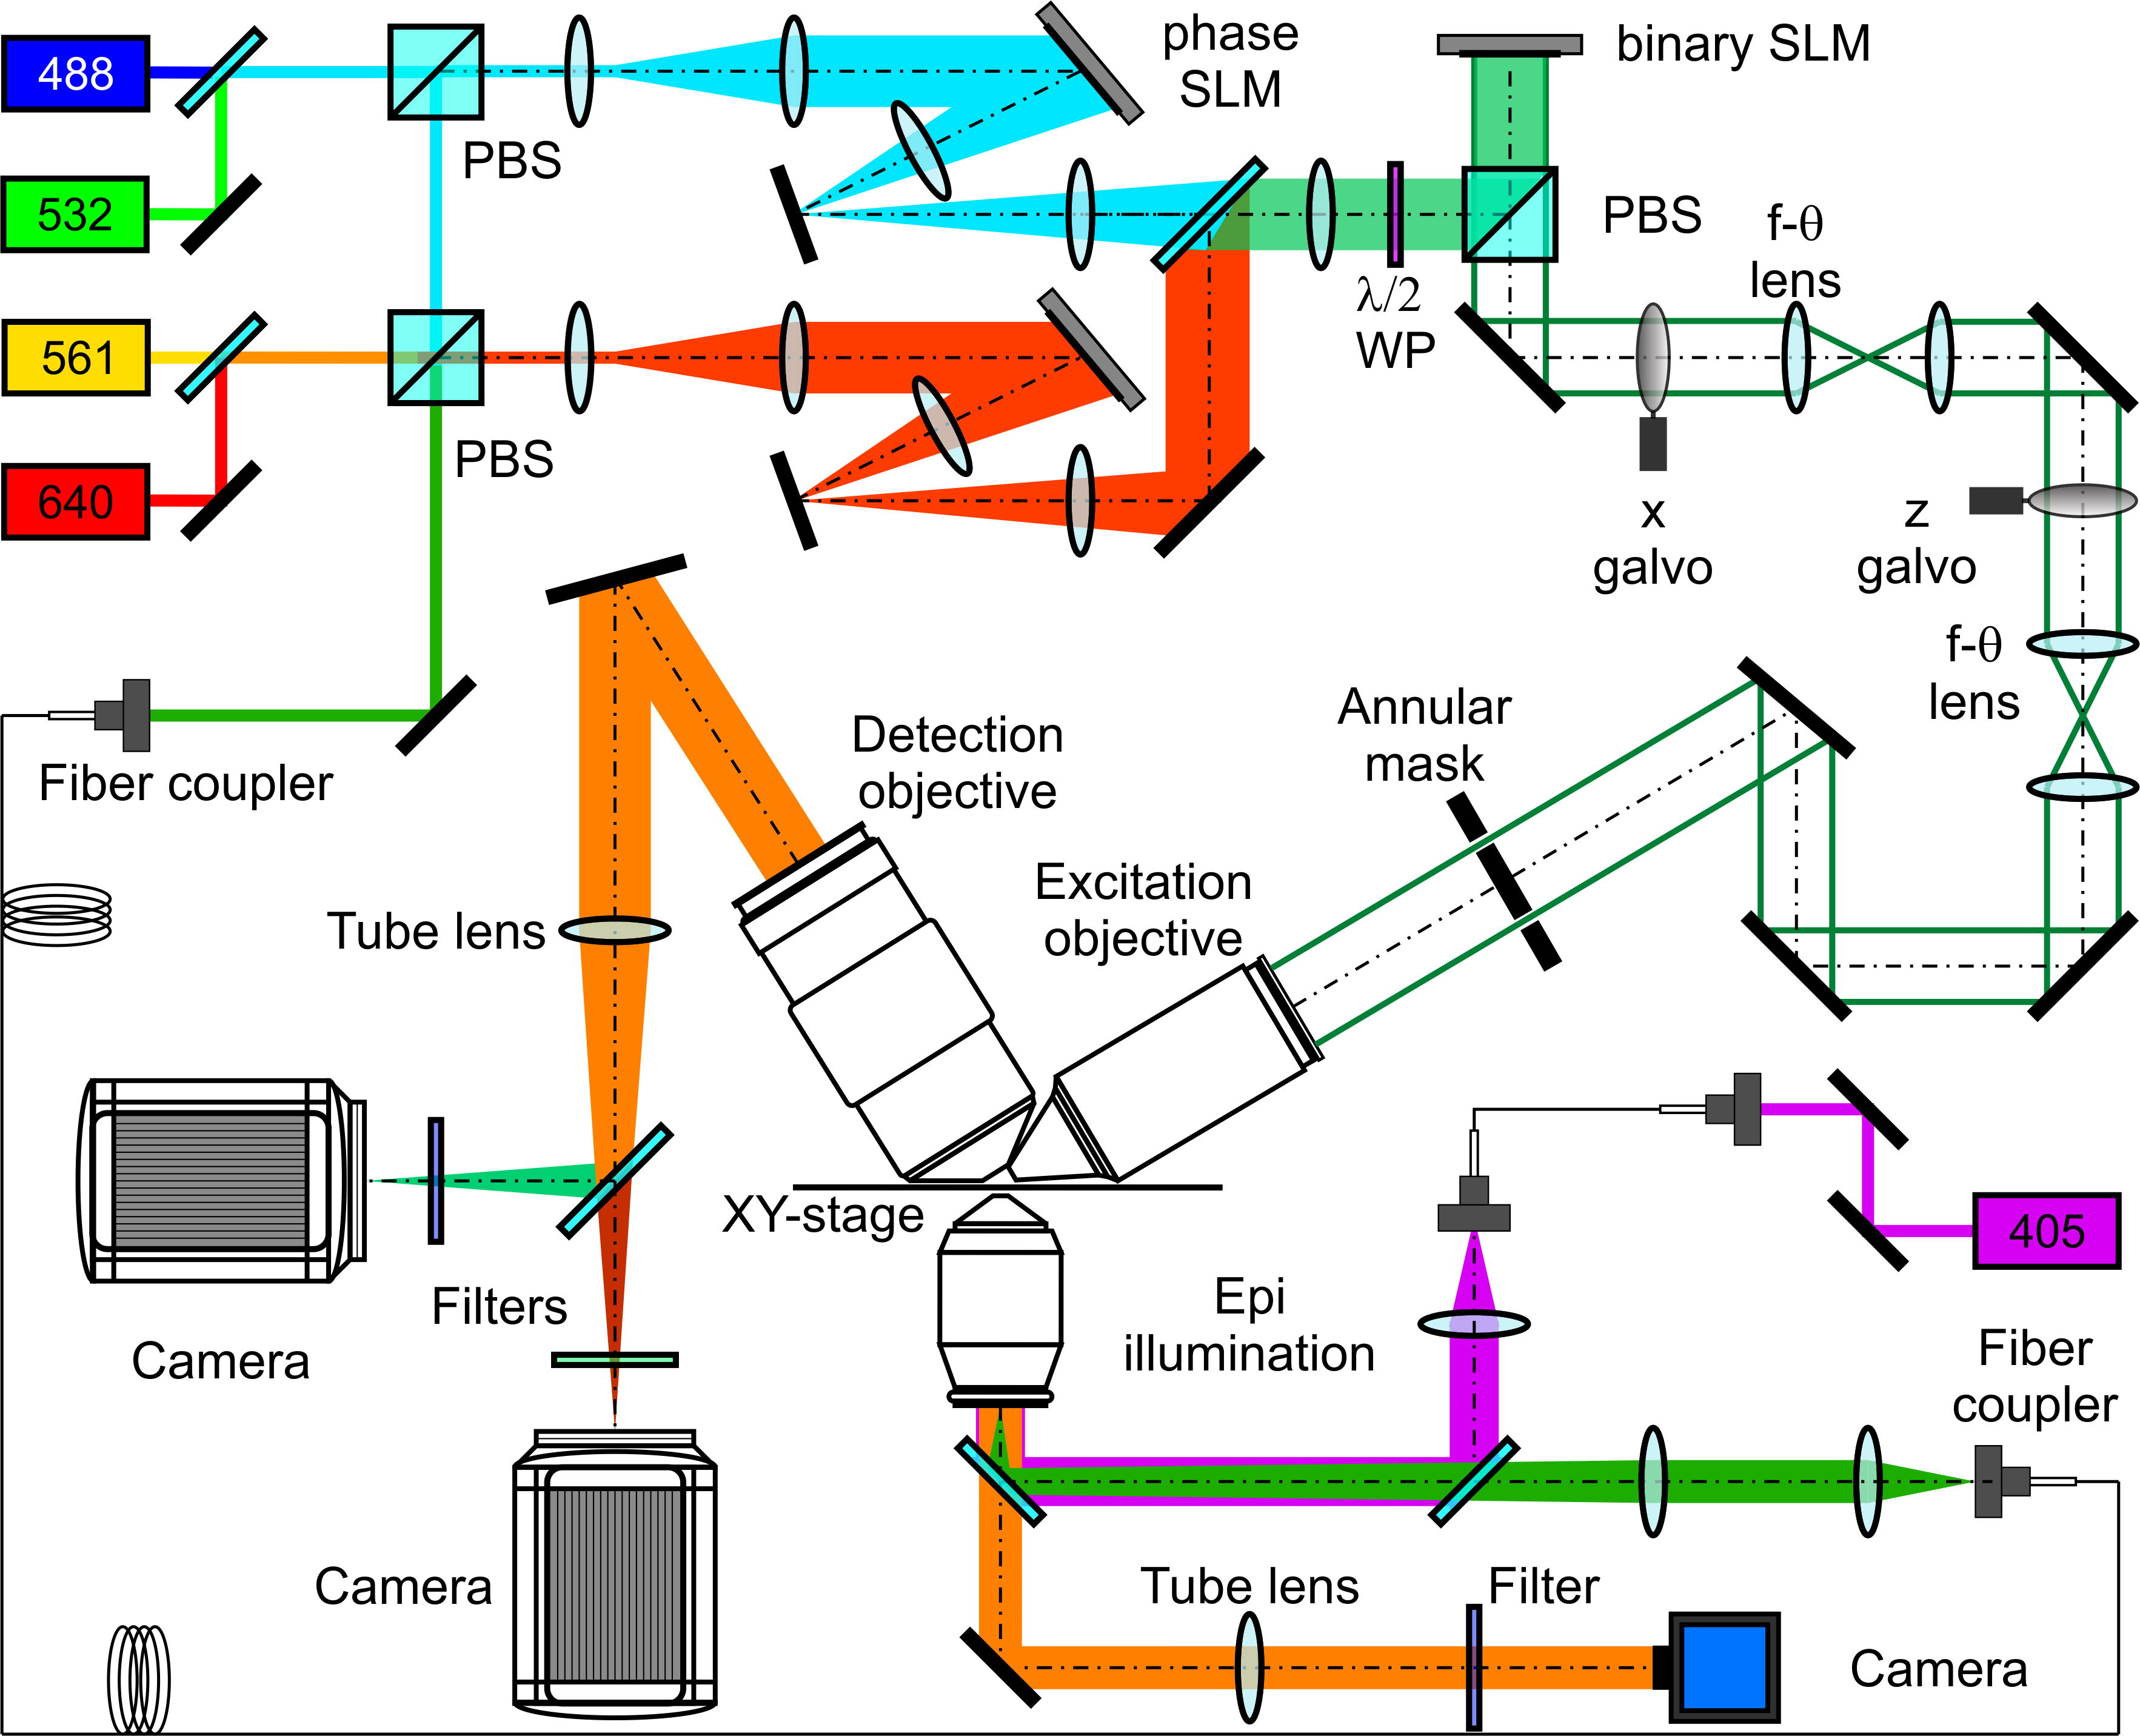 488
phase
SLM
binary SLM
PBS
532
PBS
f-θ
lens
λ/2
WP
561
PBS
640
x
galvo
z
galvo
f-θ
lens
Fiber coupler
Detection
objective
Annular
mask
Excitation
objective
Tube lens
XY-stage
405
Filters
Camera
Epi
illumination
Fiber
coupler
Camera
Tube lens
Filter
Camera